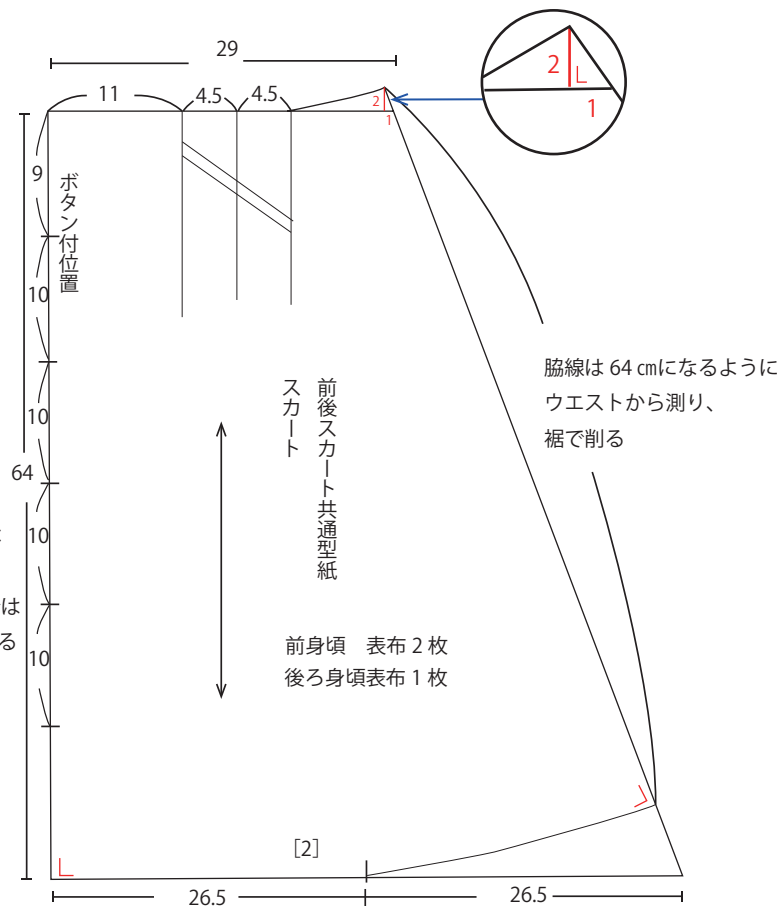 29
11
4.5
4.5
2
1
2
1
9
10
10
10
10
64
ボタン付位置
脇線は 64 ㎝になるように
ウエストから測り、
裾で削る
前後スカート共通型紙
スカート
は
る
前身頃　表布 2 枚
後ろ身頃表布 1 枚
[2]
26.5
26.5